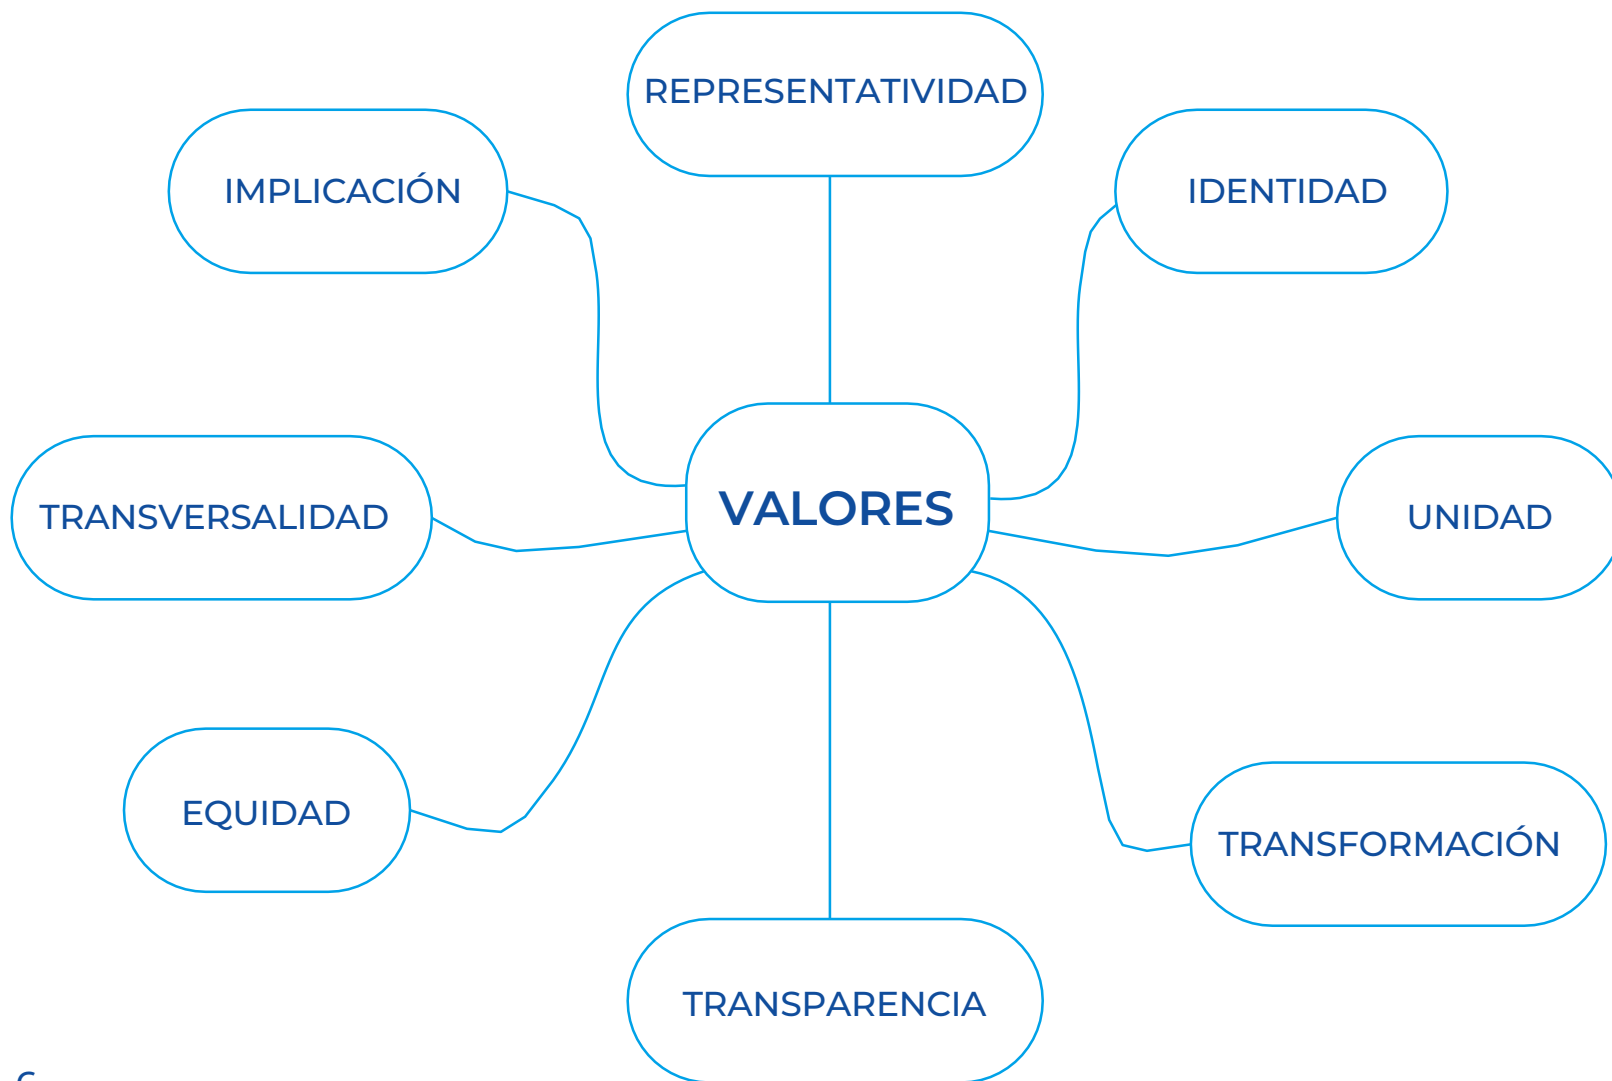 REPRESENTATIVIDAD
IMPLICACIÓN
IDENTIDAD
VALORES
TRANSVERSALIDAD
UNIDAD
EQUIDAD
TRANSFORMACIÓN
TRANSPARENCIA